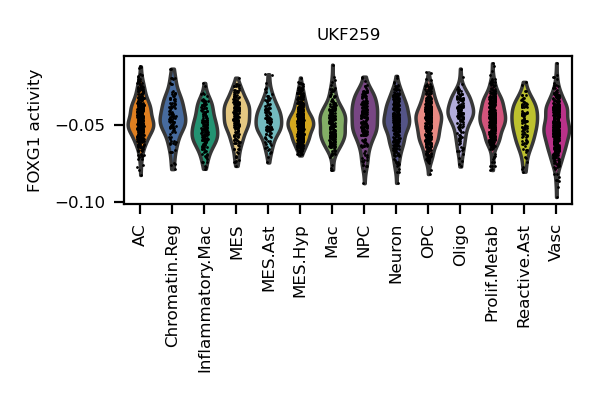 UKF259
FOXG1 activity
−0.05
−0.10
AC
Chromatin.Reg
Inflammatory.Mac
MES
MES.Ast
MES.Hyp
Mac
NPC
Neuron
OPC
Oligo
Prolif.Metab
Reactive.Ast
Vasc